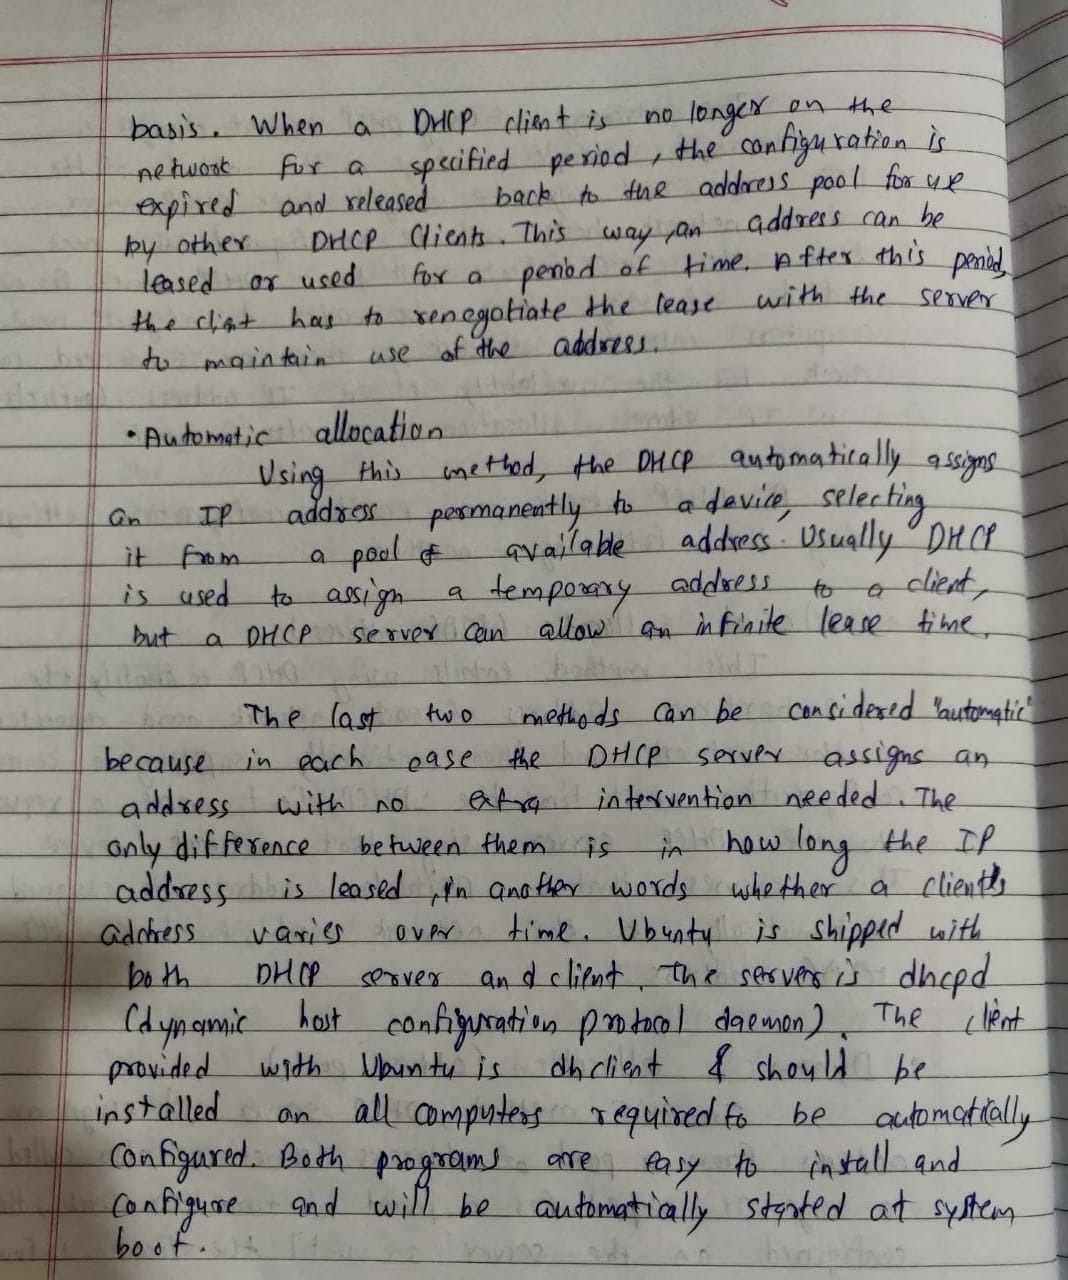 basis. When a DHCP client is no longer on the
network for a specified period, the configuration is
expired and released back to the address pool for use
by other DHCP Clients. This way, an address can be
leased or used for a period of time. After this period,
the client has to renegotiate the lease with the server
to maintain use of the address.
• Automatic allocation
Using this method, the DHCP automatically assigns
an IP address permanently to a device, selecting
it from a pool of available address. Usually DHCP
is used to assign a temporary address to a client,
but a DHCP server can allow an infinite lease time.
The last two methods can be considered "automatic"
because in each case the DHCP server assigns an
address with no extra intervention needed. The
only difference between them is in how long the IP
address is leased, in another words whether a client's
address varies over time. Ubuntu is shipped with
both DHCP server and client. The server is dhcpd
(dynamic host configuration protocol daemon). The client
provided with Ubuntu is dhclient & should be
installed on all computers required to be automatically
configured. Both programs are easy to install and
configure and will be automatically started at system
boot.